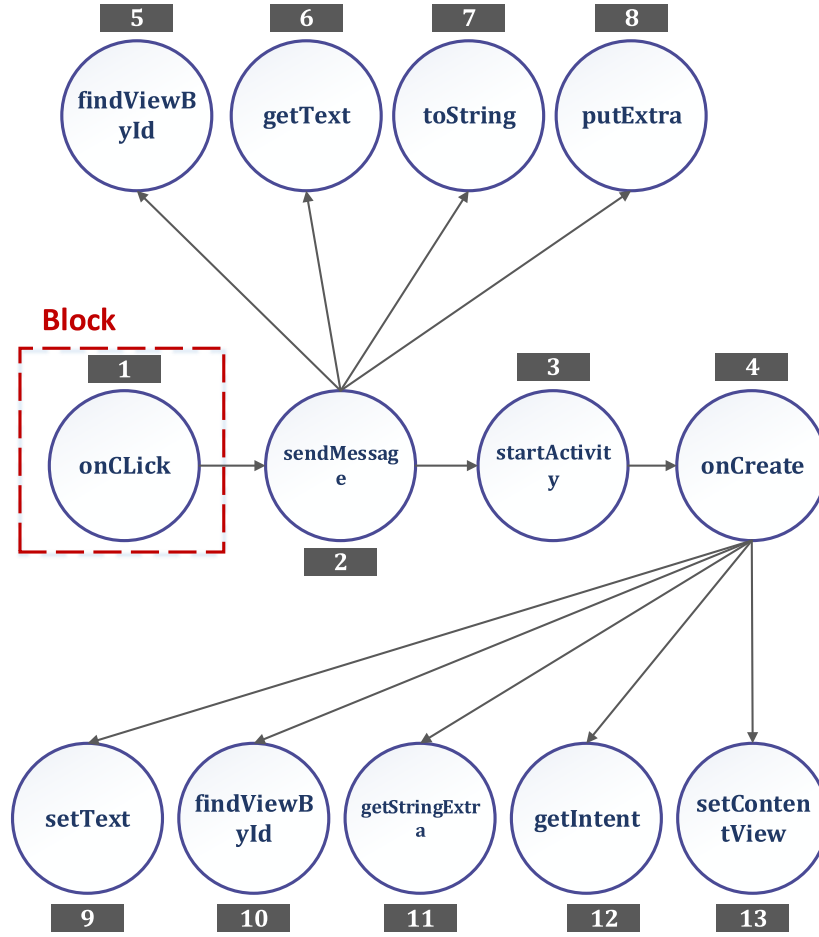 5
6
7
8
findViewB
yId
getText
toString
putExtra
Block
1
3
4
onCLick
sendMessag
e
startActivit
y
onCreate
2
setText
findViewB
yId
getStringExtr
a
getIntent
setConten
tView
9
10
11
12
13